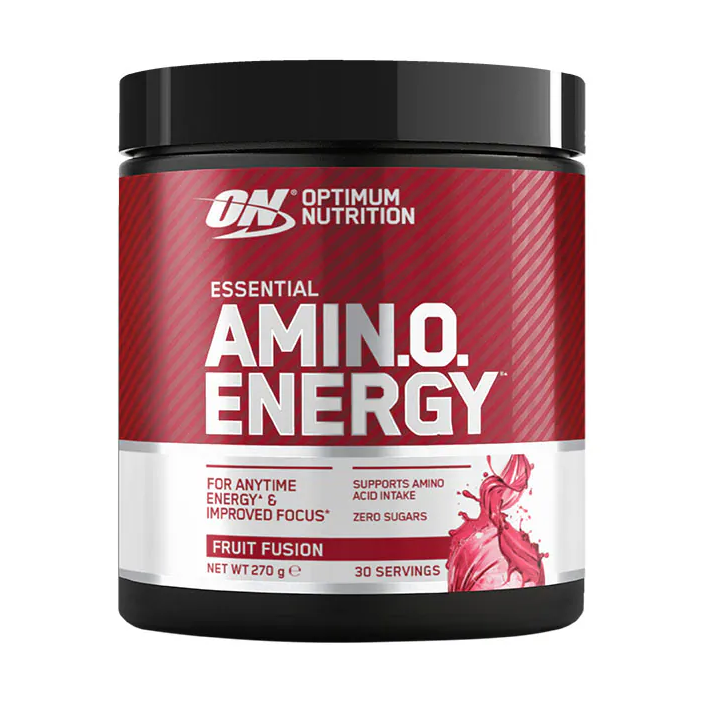 ON® OPTIMUM
NUTRITION
ESSENTIAL
AMIN.O.
ENERGY
FOR ANYTIME
ENERGY▲ &
IMPROVED FOCUS*
SUPPORTS AMINO
ACID INTAKE
ZERO SUGARS
FRUIT FUSION
NET WT 270 g ℮
30 SERVINGS